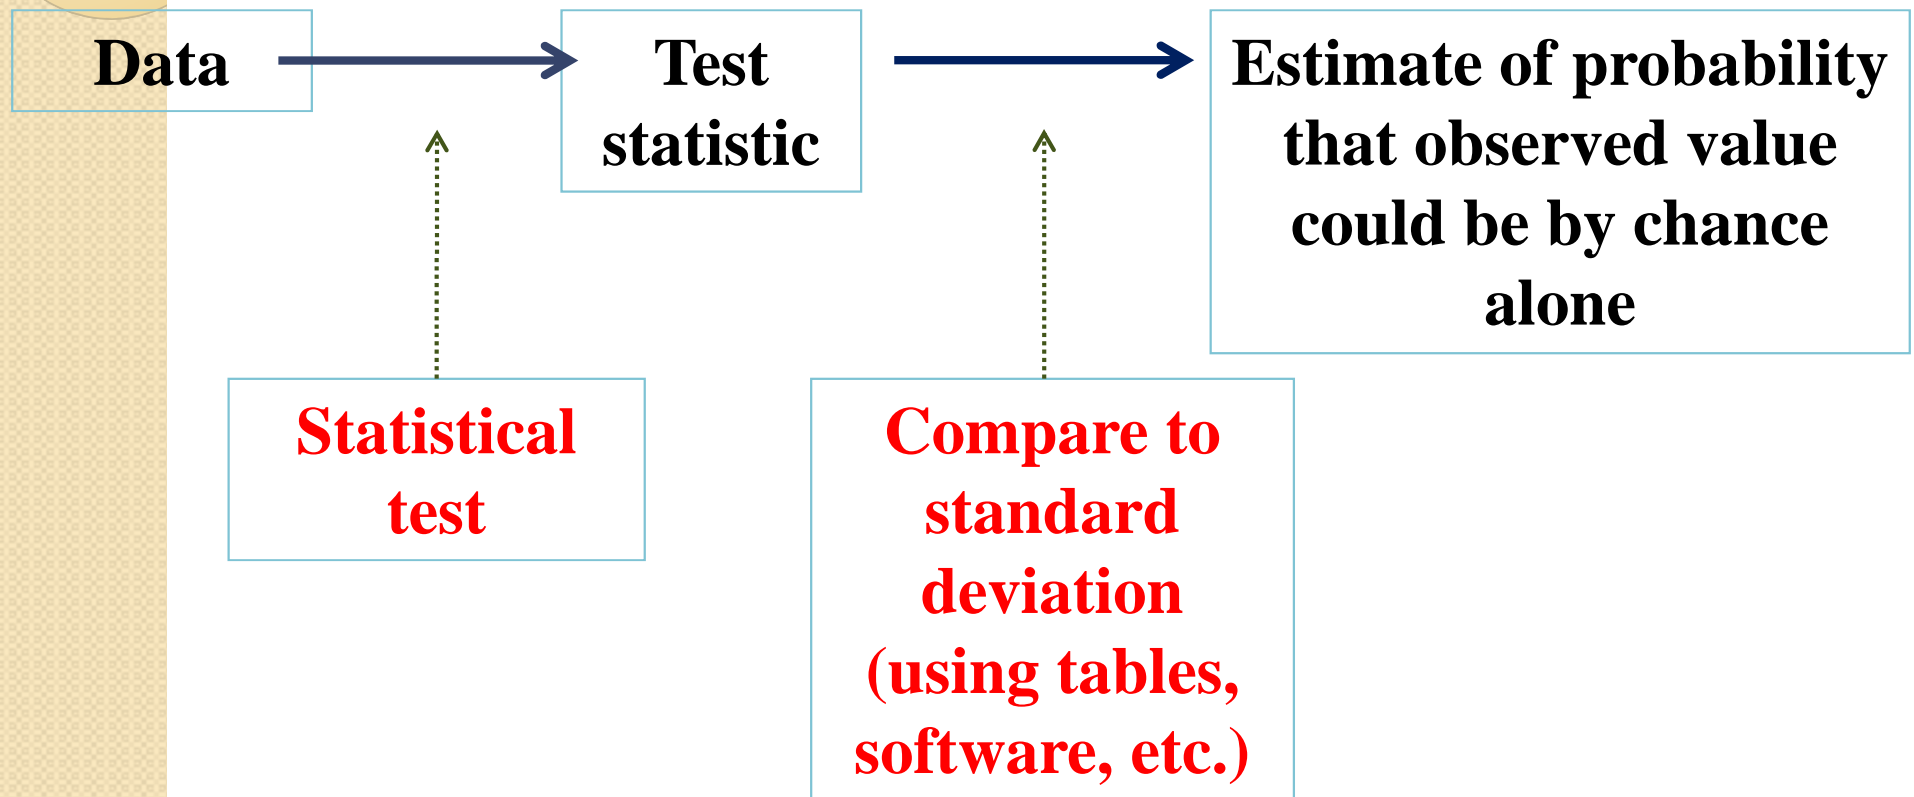 Data
Test
statistic
Estimate of probability
that observed value
could be by chance
alone
Statistical
test
Compare to
standard
deviation
(using tables,
software, etc.)